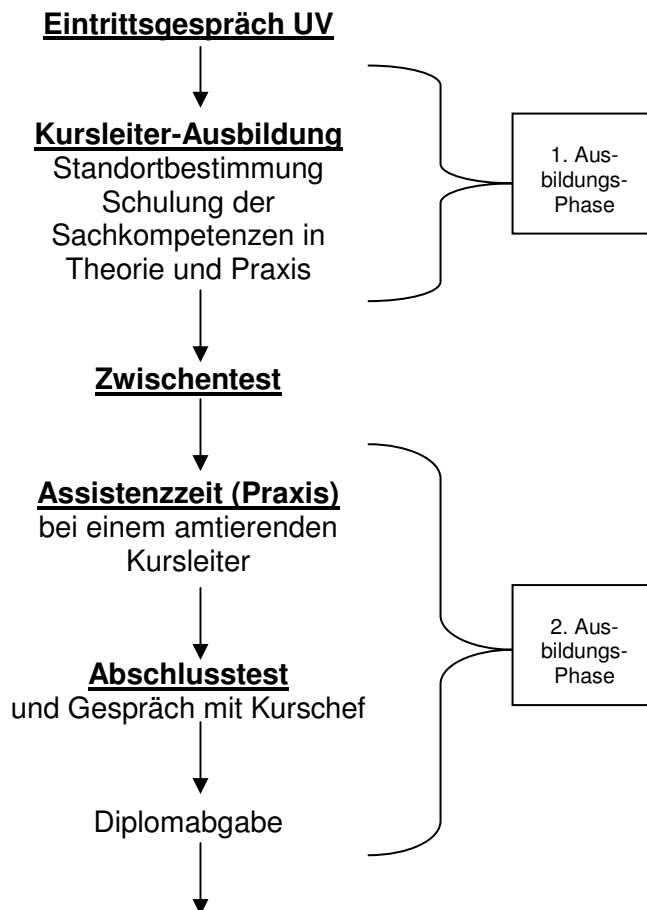 Eintrittsgespräch UV
Kursleiter-Ausbildung
Standortbestimmung
Schulung der
Sachkompetenzen in
Theorie und Praxis
1. Aus-
bildungs-
Phase
Zwischentest
Assistenzzeit (Praxis)
bei einem amtierenden
Kursleiter
Abschlusstest
und Gespräch mit Kurschef
Diplomabgabe
2. Aus-
bildungs-
Phase